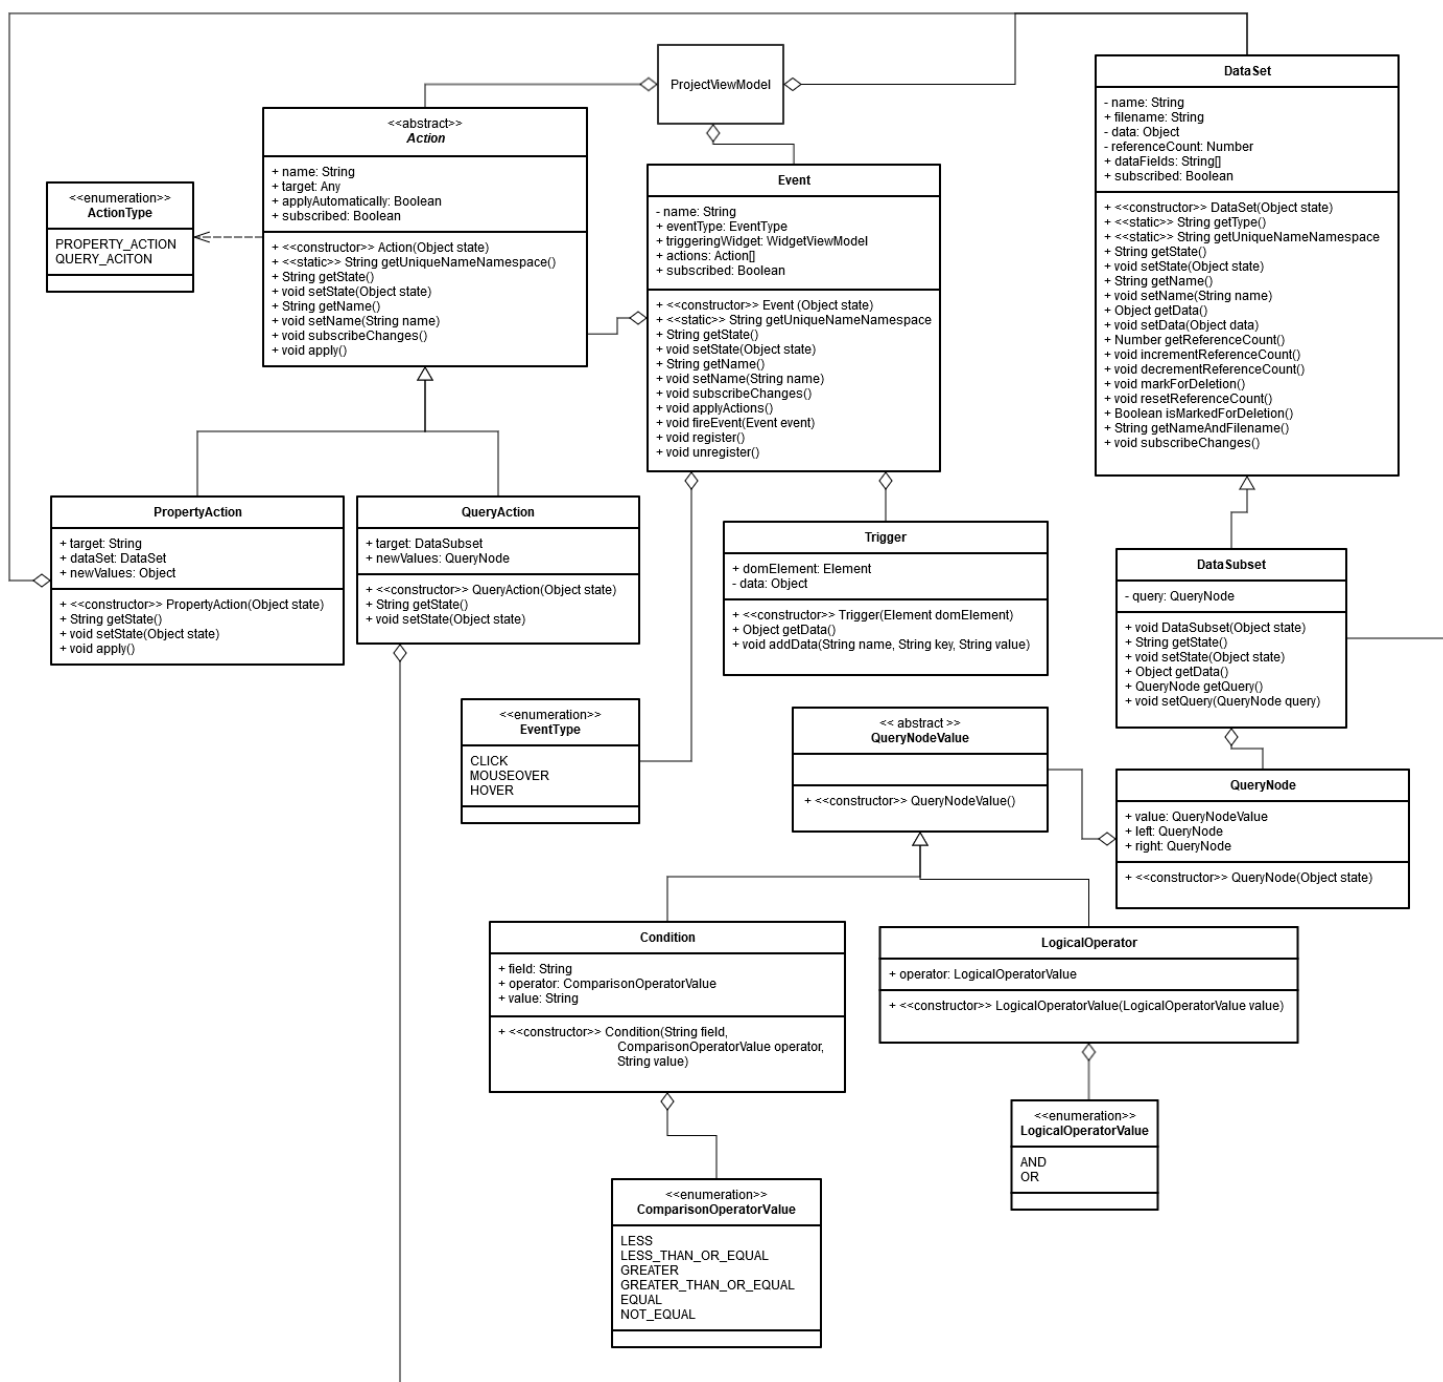 ProjectViewModel
<<abstract>>
Action
+ name: String
+ target: Any
+ applyAutomatically: Boolean
+ subscribed: Boolean
+ <<constructor>> Action(Object state)
+ <<static>> String getUniqueNameNamespace()
+ String getState()
+ void setState(Object state)
+ String getName()
+ void setName(String name)
+ void subscribeChanges()
+ void apply()
<<enumeration>>
ActionType
PROPERTY_ACTION
QUERY_ACITON
Event
- name: String
+ eventType: EventType
+ triggeringWidget: WidgetViewModel
+ actions: Action[]
+ subscribed: Boolean
+ <<constructor>> Event (Object state)
+ <<static>> String getUniqueNameNamespace
+ String getState()
+ void setState(Object state)
+ String getName()
+ void setName(String name)
+ void subscribeChanges()
+ void applyActions()
+ void fireEvent(Event event)
+ void register()
+ void unregister()
DataSet
- name: String
+ filename: String
- data: Object
- referenceCount: Number
+ dataFields: String[]
+ subscribed: Boolean
+ <<constructor>> DataSet(Object state)
+ <<static>> String getType()
+ <<static>> String getUniqueNameNamespace
+ String getState()
+ void setState(Object state)
+ String getName()
+ void setName(String name)
+ Object getData()
+ void setData(Object data)
+ Number getReferenceCount()
+ void incrementReferenceCount()
+ void decrementReferenceCount()
+ void markForDeletion()
+ void resetReferenceCount()
+ Boolean isMarkedForDeletion()
+ String getNameAndFilename()
+ void subscribeChanges()
PropertyAction
+ target: String
+ dataSet: DataSet
+ newValues: Object
+ <<constructor>> PropertyAction(Object state)
+ String getState()
+ void setState(Object state)
+ void apply()
QueryAction
+ target: DataSubset
+ newValues: QueryNode
+ <<constructor>> QueryAction(Object state)
+ String getState()
+ void setState(Object state)
Trigger
+ domElement: Element
- data: Object
+ <<constructor>> Trigger(Element domElement)
+ Object getData()
+ void addData(String name, String key, String value)
DataSubset
- query: QueryNode
+ void DataSubset(Object state)
+ String getState()
+ void setState(Object state)
+ Object getData()
+ QueryNode getQuery()
+ void setQuery(QueryNode query)
<<enumeration>>
EventType
CLICK
MOUSEOVER
HOVER
<< abstract >>
QueryNodeValue
+ <<constructor>> QueryNodeValue()
QueryNode
+ value: QueryNodeValue
+ left: QueryNode
+ right: QueryNode
+ <<constructor>> QueryNode(Object state)
Condition
+ field: String
+ operator: ComparisonOperatorValue
+ value: String
+ <<constructor>> Condition(String field,
ComparisonOperatorValue operator,
String value)
LogicalOperator
+ operator: LogicalOperatorValue
+ <<constructor>> LogicalOperatorValue(LogicalOperatorValue value)
<<enumeration>>
LogicalOperatorValue
AND
OR
<<enumeration>>
ComparisonOperatorValue
LESS
LESS_THAN_OR_EQUAL
GREATER
GREATER_THAN_OR_EQUAL
EQUAL
NOT_EQUAL